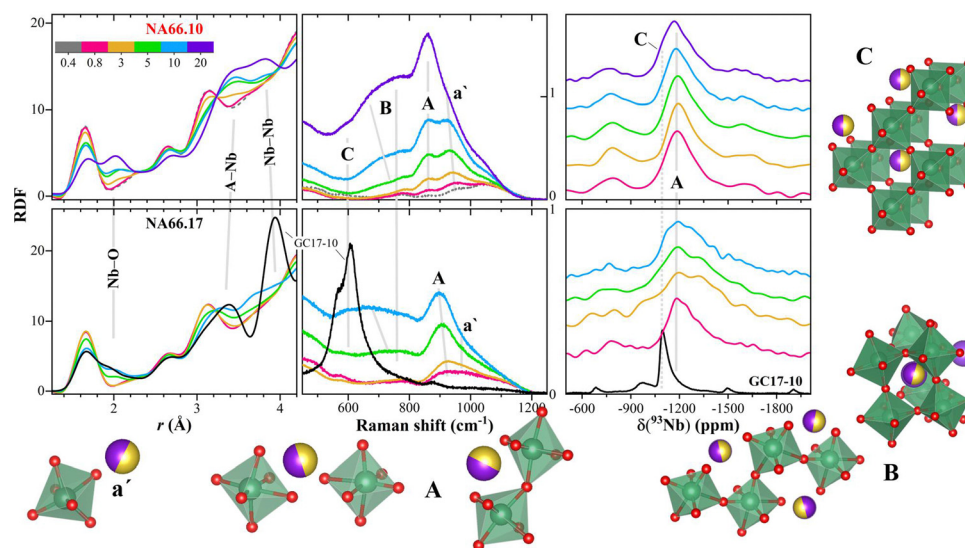 NA66.10
0.4 0.8 3 5 10 20
20
10
0
A–Nb
Nb–Nb
RDF
NA66.17
Nb–O
GC17-10
20
10
0
2 3 4
r (Å)
C
B
A
a`
1
A
a`
1
0
600 800 1000 1200
Raman shift (cm⁻¹)
C
A
GC17-10
-600 -900 -1200 -1500 -1800
δ(⁹³Nb) (ppm)
C
B
a´
A